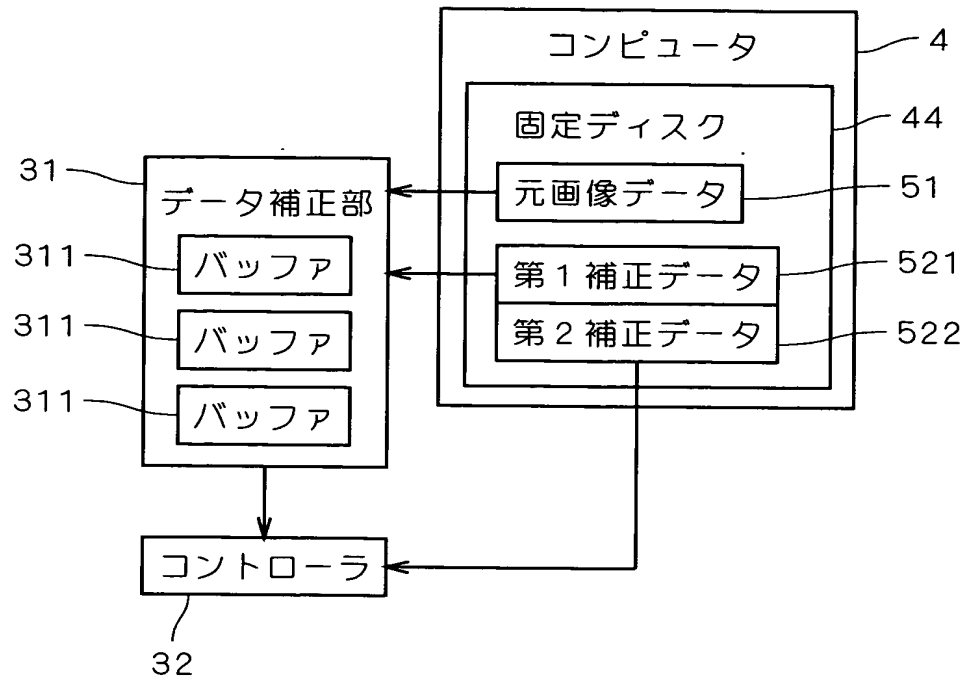 コンピュータ
4
固定ディスク
44
31
データ補正部
元画像データ
51
311
バッファ
第1補正データ
521
311
バッファ
第2補正データ
522
311
バッファ
コントローラ
32